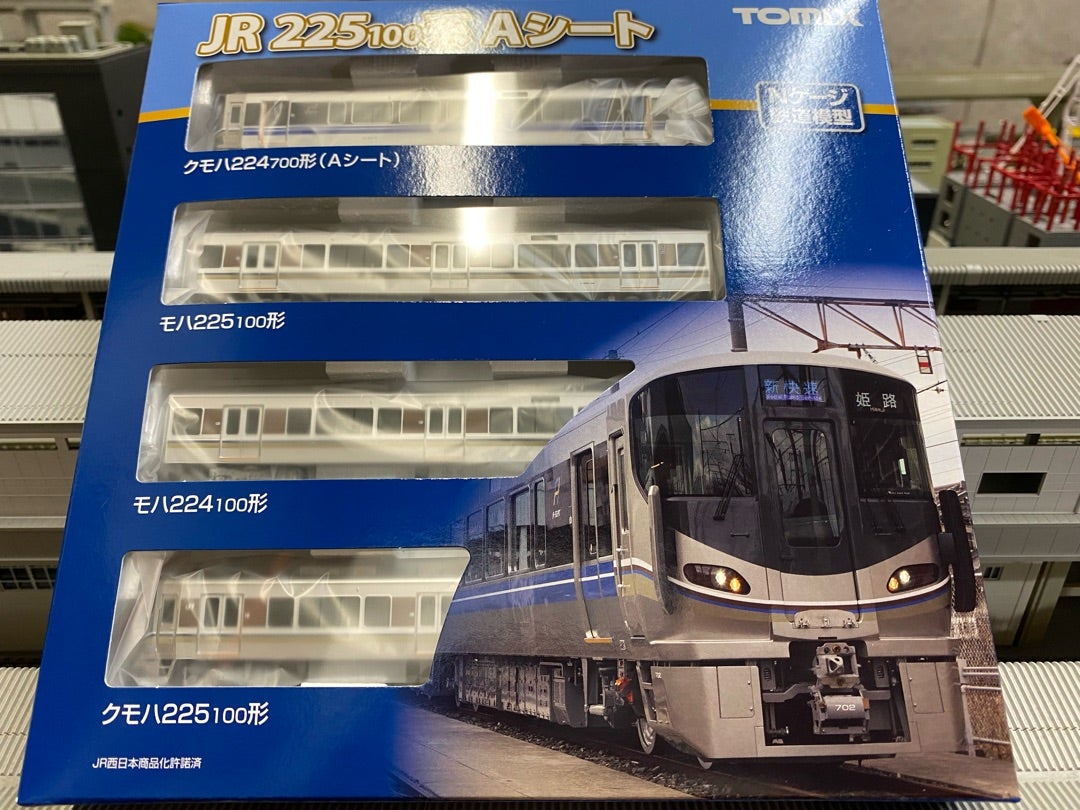 JR 225100形 Aシート
TOMIX
Nゲージ
鉄道模型
クモハ224700形(Aシート)
モハ225100形
モハ224100形
クモハ225100形
JR西日本商品化許諾済
新快速
姫路
702